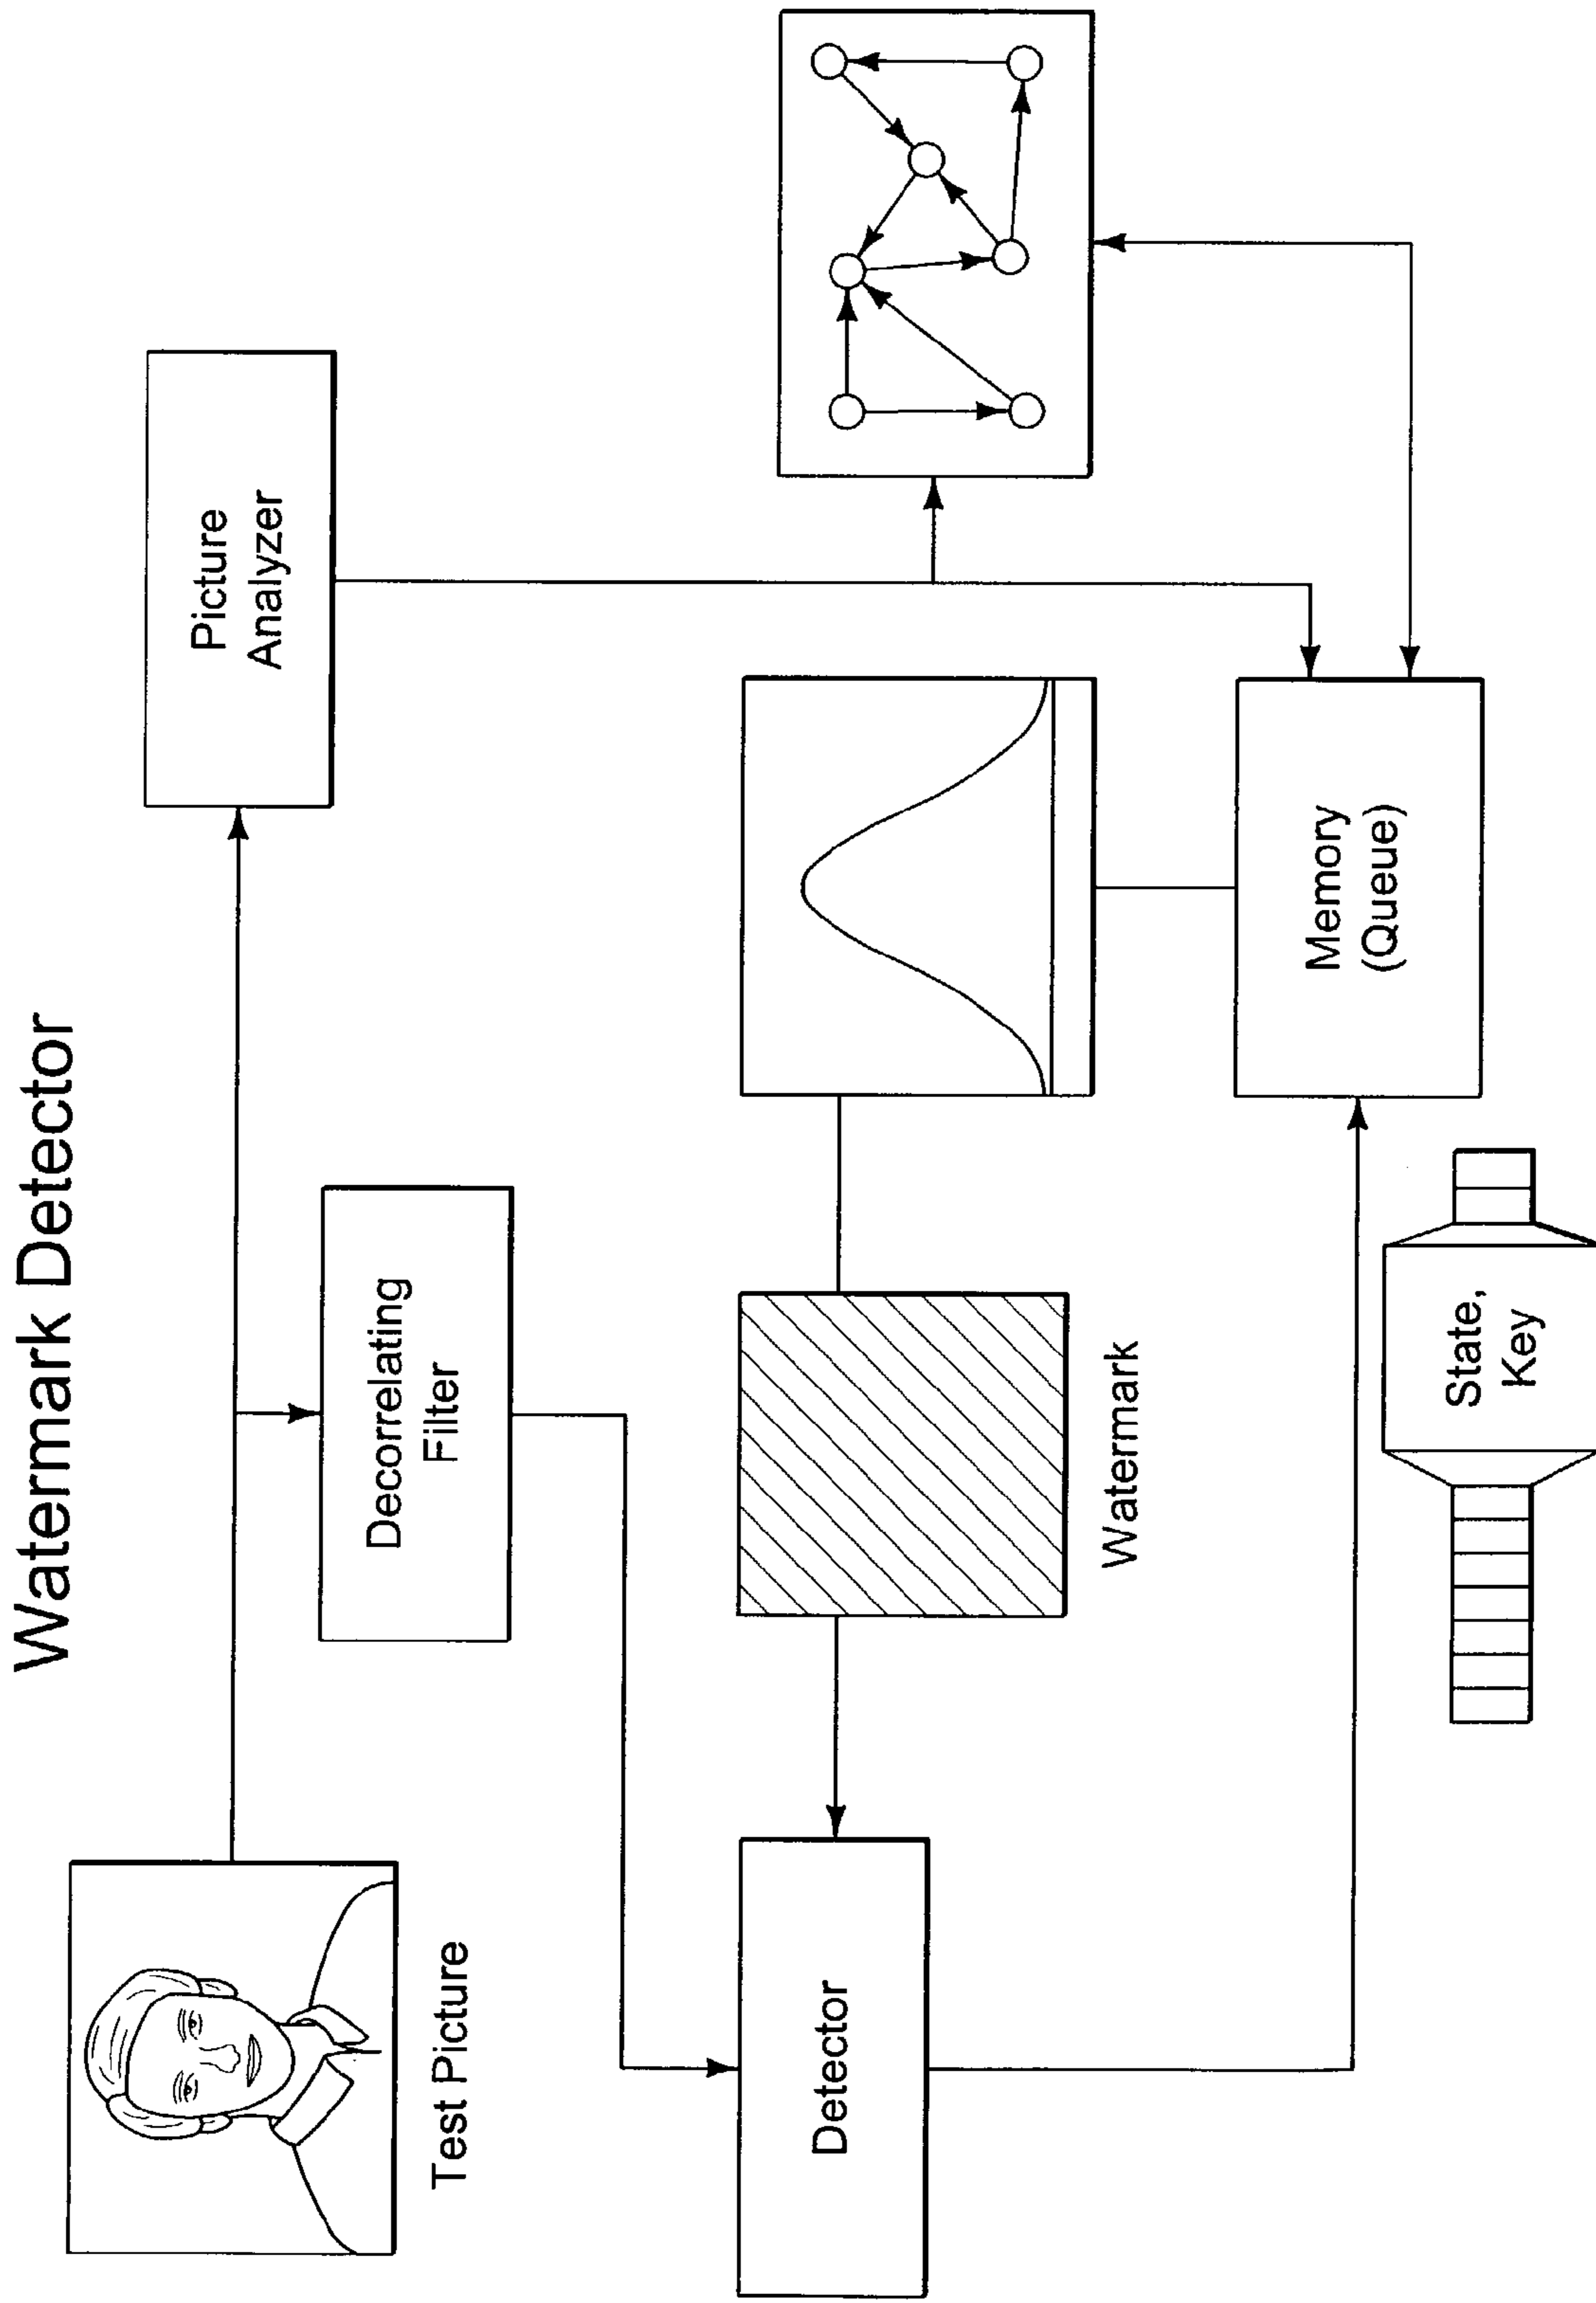 Watermark Detector
Test Picture
Decorrelating
Filter
Picture
Analyzer
Detector
Watermark
Memory
(Queue)
State,
Key